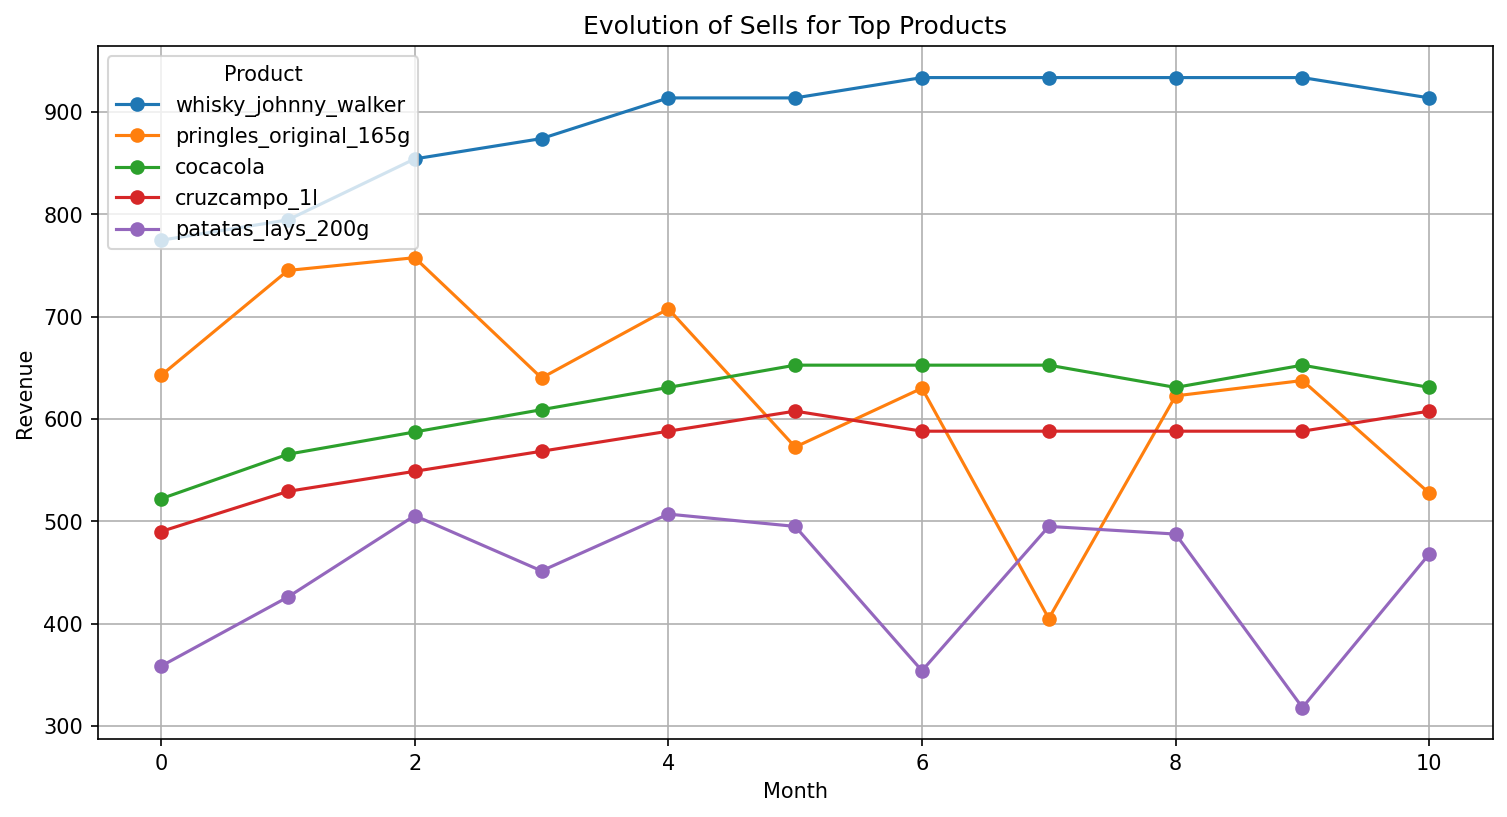 Evolution of Sells for Top Products
Product
whisky_johnny_walker
pringles_original_165g
cocacola
cruzcampo_1l
patatas_lays_200g
Revenue
900
800
700
600
500
400
300
0 2 4 6 8 10
Month